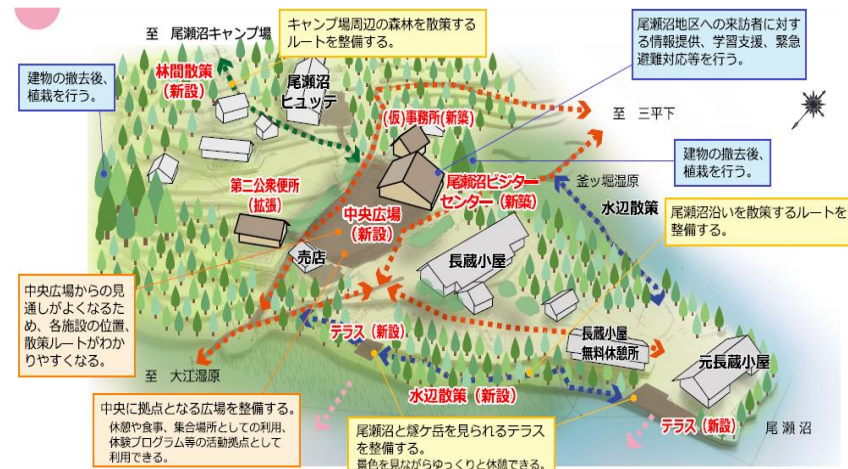 至 尾瀬沼キャンプ場
キャンプ場周辺の森林を散策する
ルートを整備する。
尾瀬沼地区への来訪者に対す
る情報提供、学習支援、緊急
避難対応等を行う。
建物の撤去後、
植栽を行う。
林間散策
(新設)
尾瀬沼
ヒュッテ
(仮)事務所(新築)
至 三平下
建物の撤去後、
植栽を行う。
第二公衆便所
(拡張)
尾瀬沼ビジター
センター(新築)
釜ッ堀湿原
水辺散策
中央広場
(新設)
尾瀬沼沿いを散策するルートを
整備する。
売店
長蔵小屋
中央広場からの見
通しがよくなるた
め、各施設の位置、
散策ルートがわか
りやすくなる。
テラス(新設)
長蔵小屋
無料休憩所
元長蔵小屋
至 大江湿原
水辺散策(新設)
中央に拠点となる広場を整備する。
休憩や食事、集合場所としての利用、
体験プログラム等の活動拠点として
利用できる。
尾瀬沼と燧ケ岳を見られるテラス
を整備する。
景色を見ながらゆっくりと休憩できる。
テラス(新設)
尾瀬沼